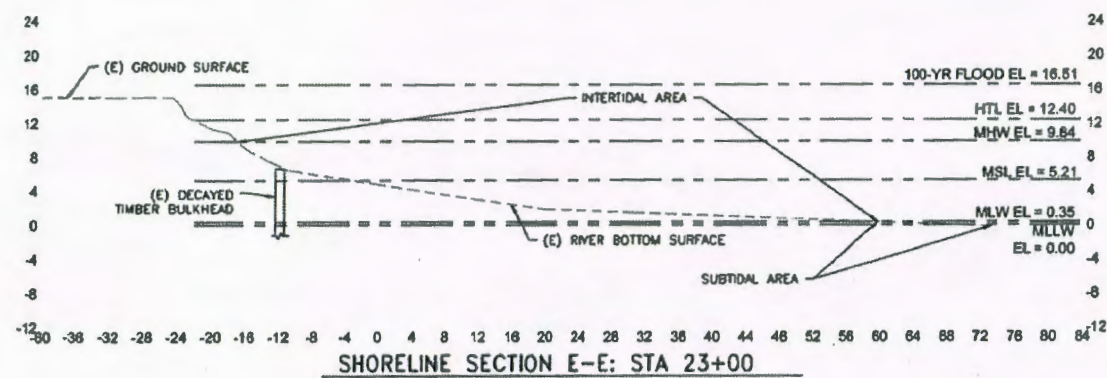 24
24
20
20
(E) GROUND SURFACE
100-YR FLOOD EL = 16.51
16
16
INTERTIDAL AREA
HTL EL = 12.40
12
12
MHW EL = 9.84
8
8
MSL EL = 5.21
4
4
(E) DECAYED
TIMBER BULKHEAD
MLW EL = 0.35
0
0
MLLW
EL = 0.00
(E) RIVER BOTTOM SURFACE
-4
-4
SUBTIDAL AREA
-8
-8
-12
-12
-28 -24 -20 -16 -12 -8 -4 0 4 8 12 16 20 24 28 32 36 40 44 48 52 56 60 64 68 72 76 80 84
SHORELINE SECTION E-E: STA 23+00